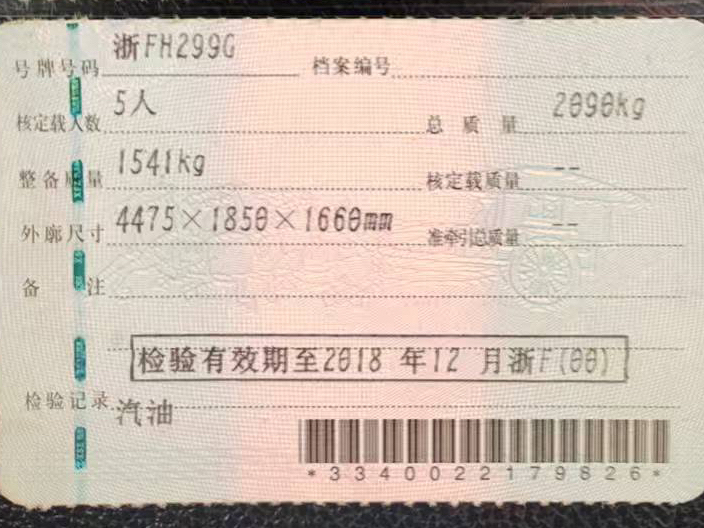 号牌号码 浙FH299G 档案编号
核定载人数 5人 总质量 2090kg
整备质量 1541kg 核定载质量 --
外廓尺寸 4475×1850×1660mm 准牵引总质量 --
备注
检验有效期至2018年12月浙F(00)
检验记录 汽油
*3340022179826*